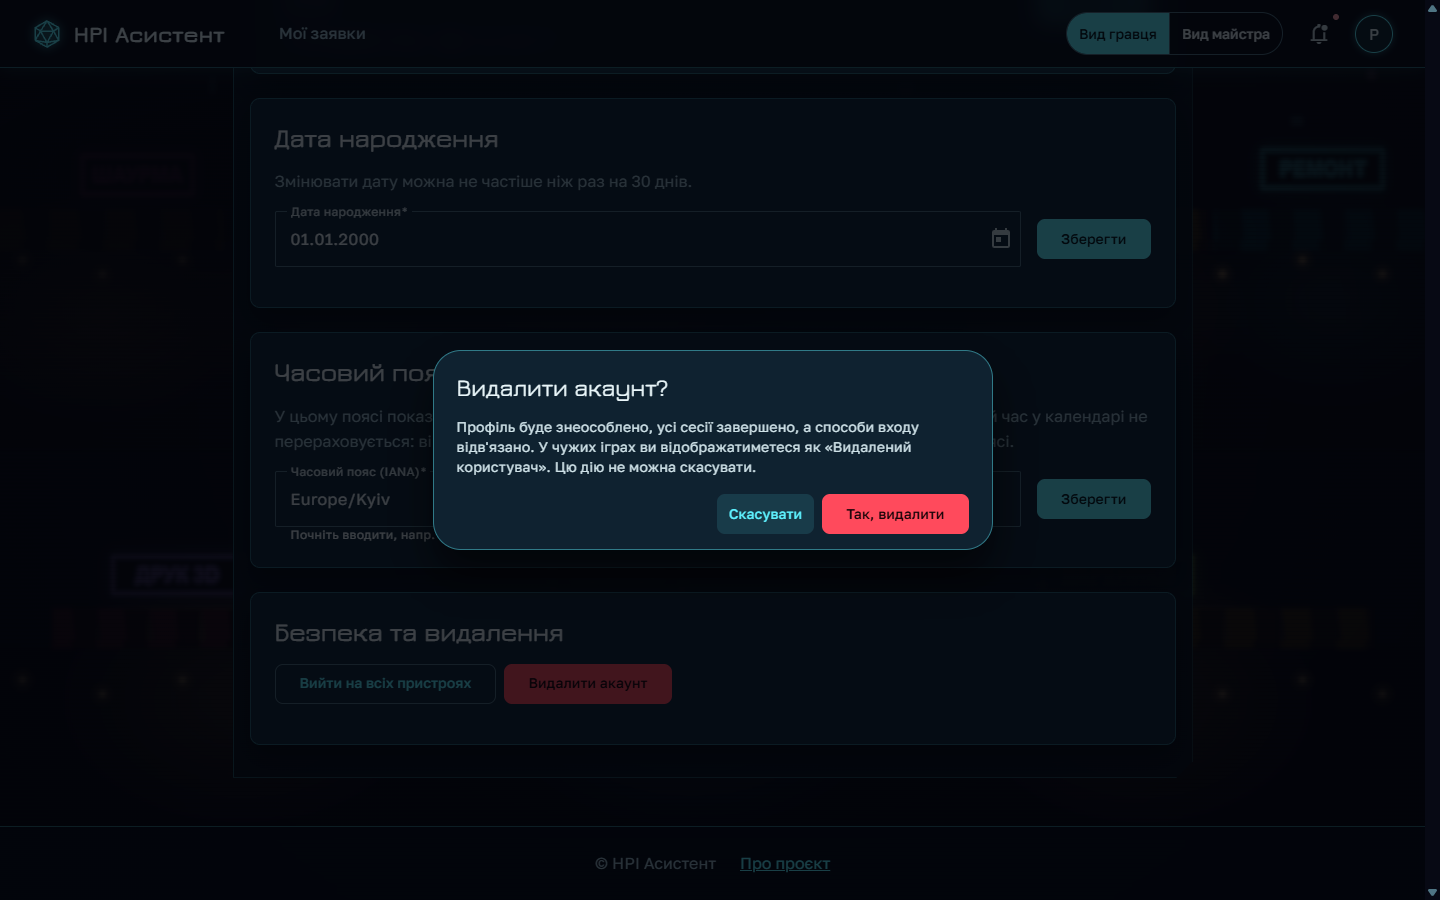 НРІ Асистент
Мої заявки
Вид гравця
Вид майстра
P
Дата народження
Змінювати дату можна не частіше ніж раз на 30 днів.
Дата народження*
01.01.2000
Зберегти
РЕМОНТ
Часовий поя
У цьому поясі показ
й час у календарі не
перераховується: ві
сі.
Часовий пояс (IANA)*
Europe/Kyiv
Зберегти
Почніть вводити, напр.
Видалити акаунт?
Профіль буде знеособлено, усі сесії завершено, а способи входу
відв'язано. У чужих іграх ви відображатиметеся як «Видалений
користувач». Цю дію не можна скасувати.
Скасувати
Так, видалити
ДРУК 3D
Безпека та видалення
Вийти на всіх пристроях
Видалити акаунт
© НРІ Асистент
Про проєкт